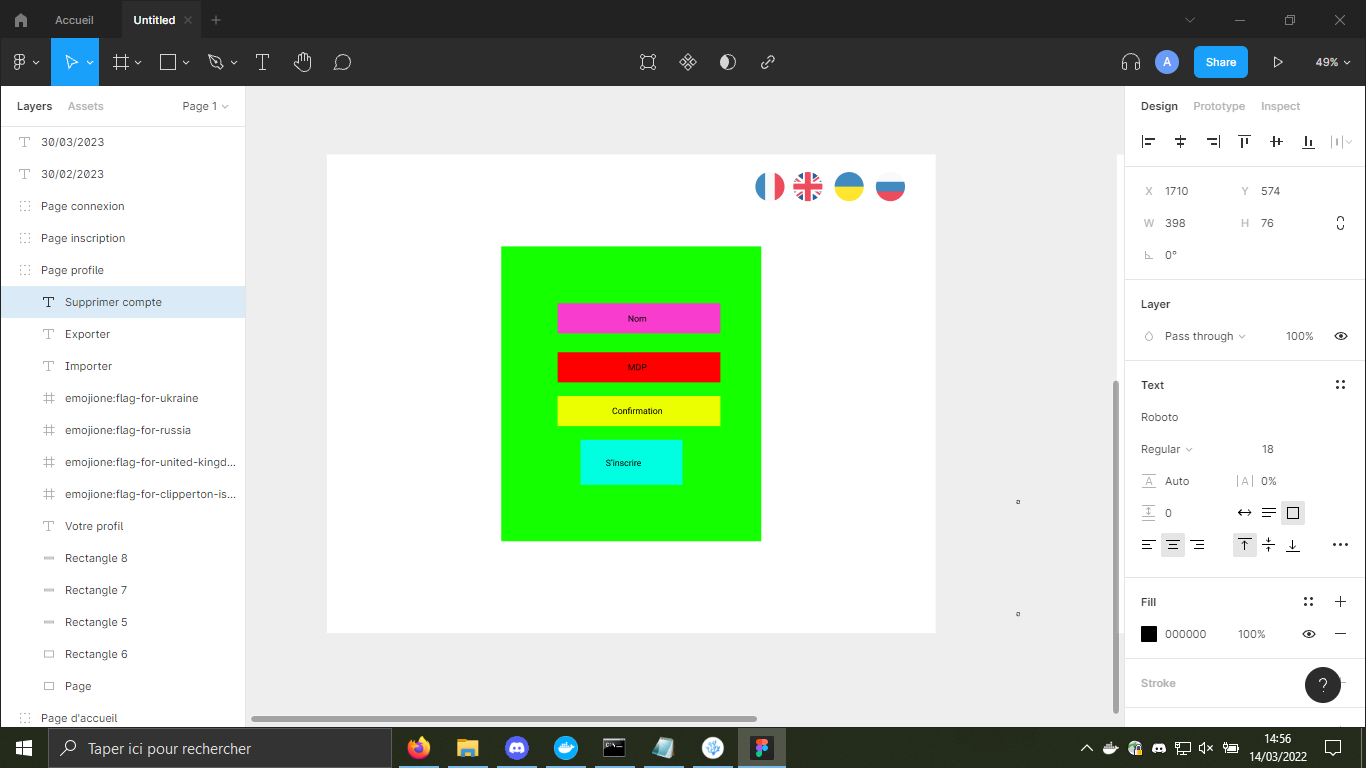 Accueil
Untitled
A
Share
49%
Layers
Assets
Page 1
30/03/2023
30/02/2023
Page connexion
Page inscription
Page profile
Supprimer compte
Exporter
Importer
emojione:flag-for-ukraine
emojione:flag-for-russia
emojione:flag-for-united-kingd...
emojione:flag-for-clipperton-is...
Votre profil
Rectangle 8
Rectangle 7
Rectangle 5
Rectangle 6
Page
Page d'accueil
Nom
MDP
Confirmation
S'inscrire
Design
Prototype
Inspect
X 1710 Y 574
W 398 H 76
0°
Layer
Pass through 100%
Text
Roboto
Regular 18
A Auto |A| 0%
0
Fill
000000 100%
Stroke
?
Taper ici pour rechercher
14:56
14/03/2022